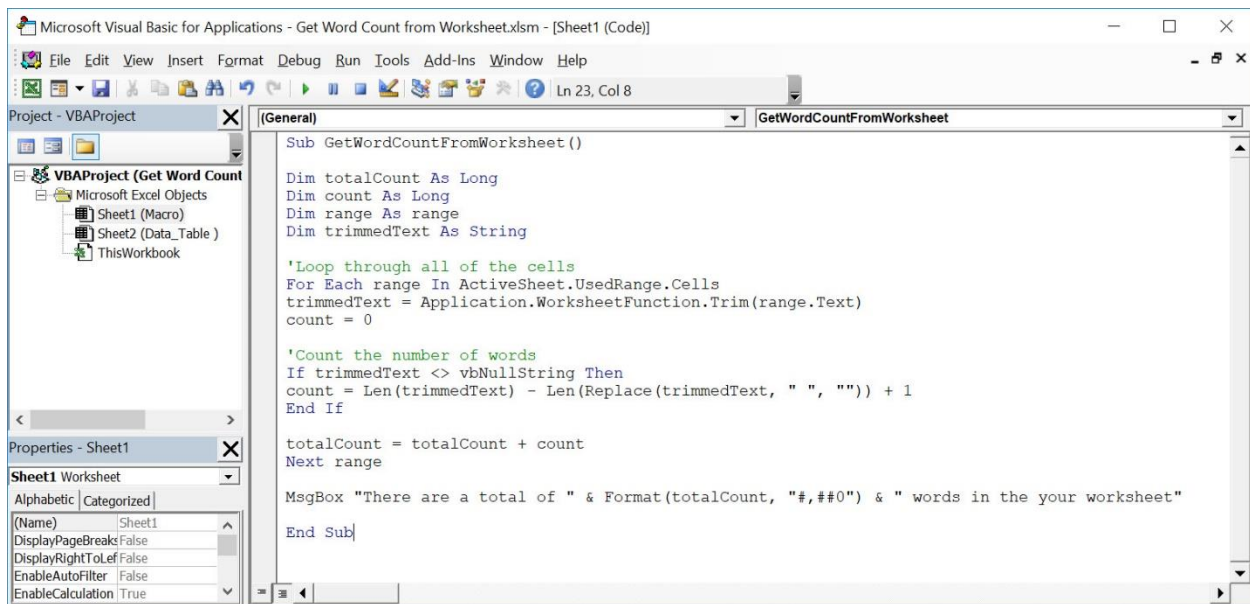 Microsoft Visual Basic for Applications - Get Word Count from Worksheet.xlsm - [Sheet1 (Code)]
File Edit View Insert Format Debug Run Tools Add-Ins Window Help
Ln 23, Col 8
Project - VBAProject
VBAProject (Get Word Count
Microsoft Excel Objects
Sheet1 (Macro)
Sheet2 (Data_Table )
ThisWorkbook
Properties - Sheet1
Sheet1 Worksheet
Alphabetic Categorized
(Name) Sheet1
DisplayPageBreaks False
DisplayRightToLef False
EnableAutoFilter False
EnableCalculation True
(General) GetWordCountFromWorksheet
Sub GetWordCountFromWorksheet()
Dim totalCount As Long
Dim count As Long
Dim range As range
Dim trimmedText As String
'Loop through all of the cells
For Each range In ActiveSheet.UsedRange.Cells
trimmedText = Application.WorksheetFunction.Trim(range.Text)
count = 0
'Count the number of words
If trimmedText <> vbNullString Then
count = Len(trimmedText) - Len(Replace(trimmedText, " ", "")) + 1
End If
totalCount = totalCount + count
Next range
MsgBox "There are a total of " & Format(totalCount, "#,##0") & " words in the your worksheet"
End Sub